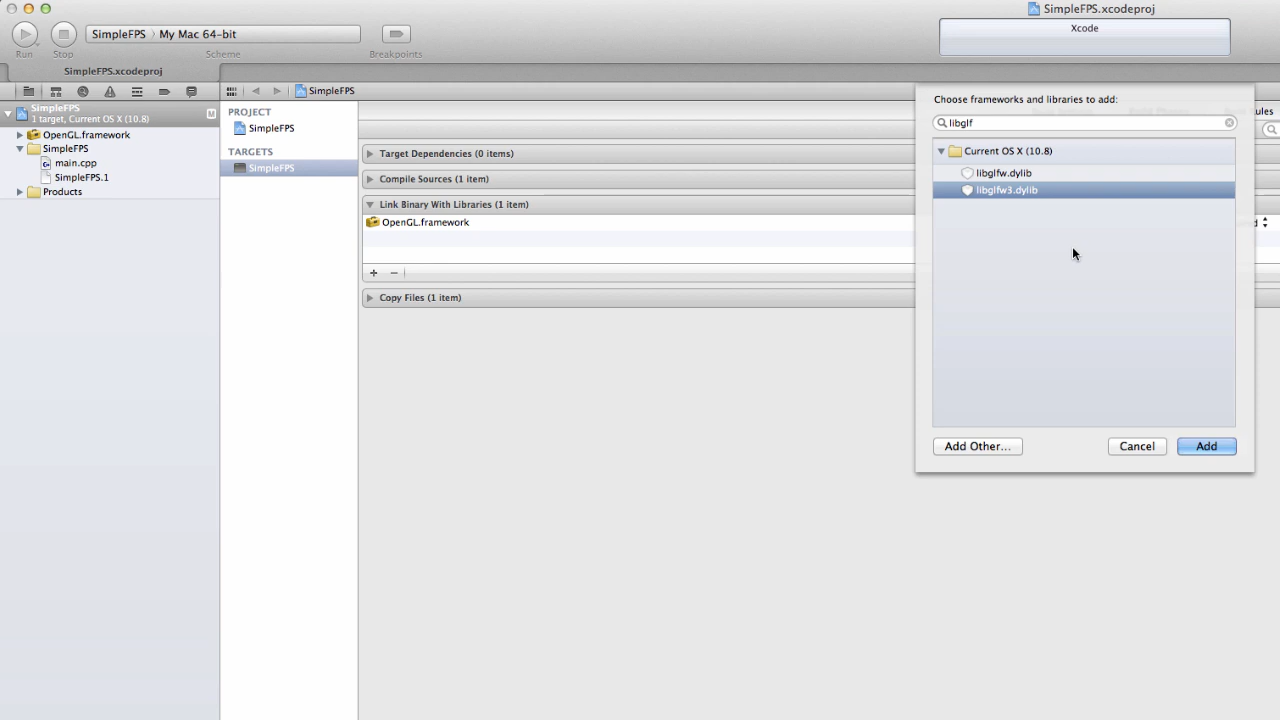 SimpleFPS.xcodeproj
SimpleFPS › My Mac 64-bit
Xcode
Run
Stop
Scheme
Breakpoints
SimpleFPS.xcodeproj
SimpleFPS
SimpleFPS
1 target, Current OS X (10.8)
M
OpenGL.framework
SimpleFPS
main.cpp
SimpleFPS.1
Products
PROJECT
SimpleFPS
TARGETS
SimpleFPS
Target Dependencies (0 items)
Compile Sources (1 item)
Link Binary With Libraries (1 item)
OpenGL.framework
+ −
Copy Files (1 item)
Choose frameworks and libraries to add:
libglf
Current OS X (10.8)
libglfw.dylib
libglfw3.dylib
Add Other...
Cancel
Add